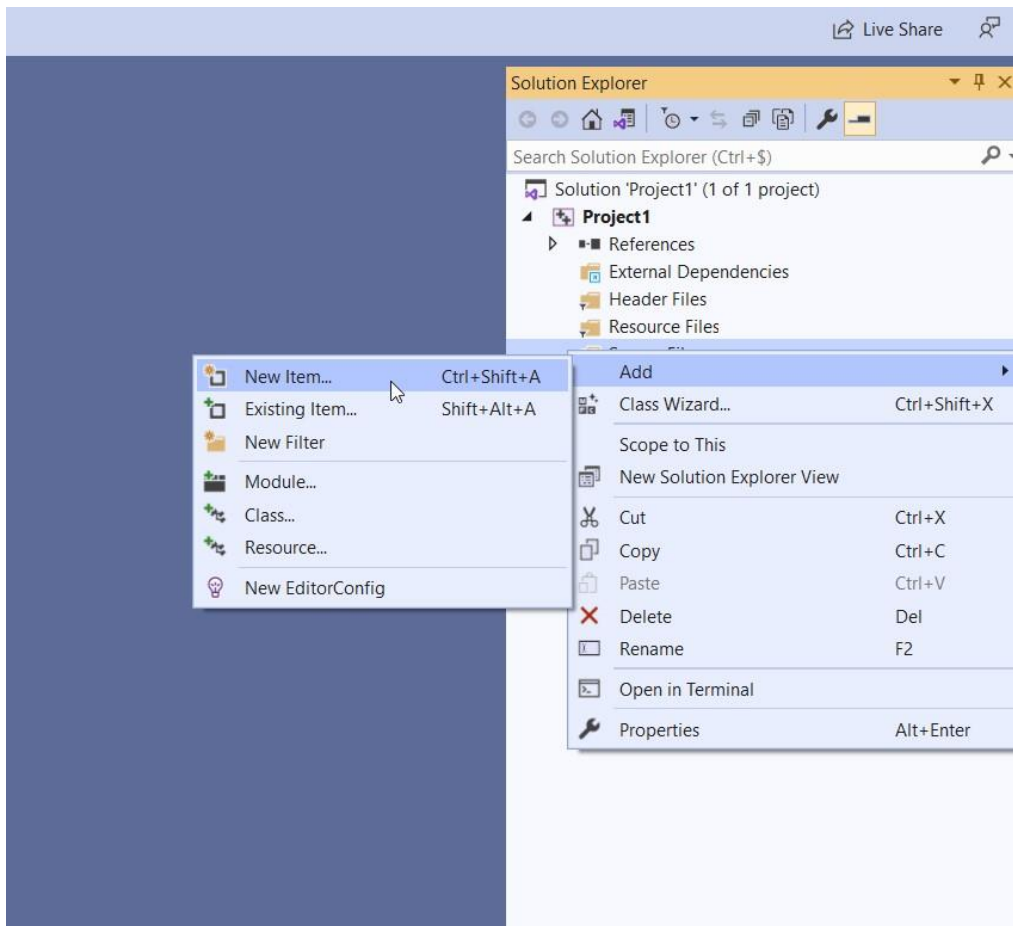 Live Share
Solution Explorer
Search Solution Explorer (Ctrl+$)
Solution 'Project1' (1 of 1 project)
Project1
References
External Dependencies
Header Files
Resource Files
New Item... Ctrl+Shift+A
Existing Item... Shift+Alt+A
New Filter
Module...
Class...
Resource...
New EditorConfig
Add
Class Wizard... Ctrl+Shift+X
Scope to This
New Solution Explorer View
Cut Ctrl+X
Copy Ctrl+C
Paste Ctrl+V
Delete Del
Rename F2
Open in Terminal
Properties Alt+Enter